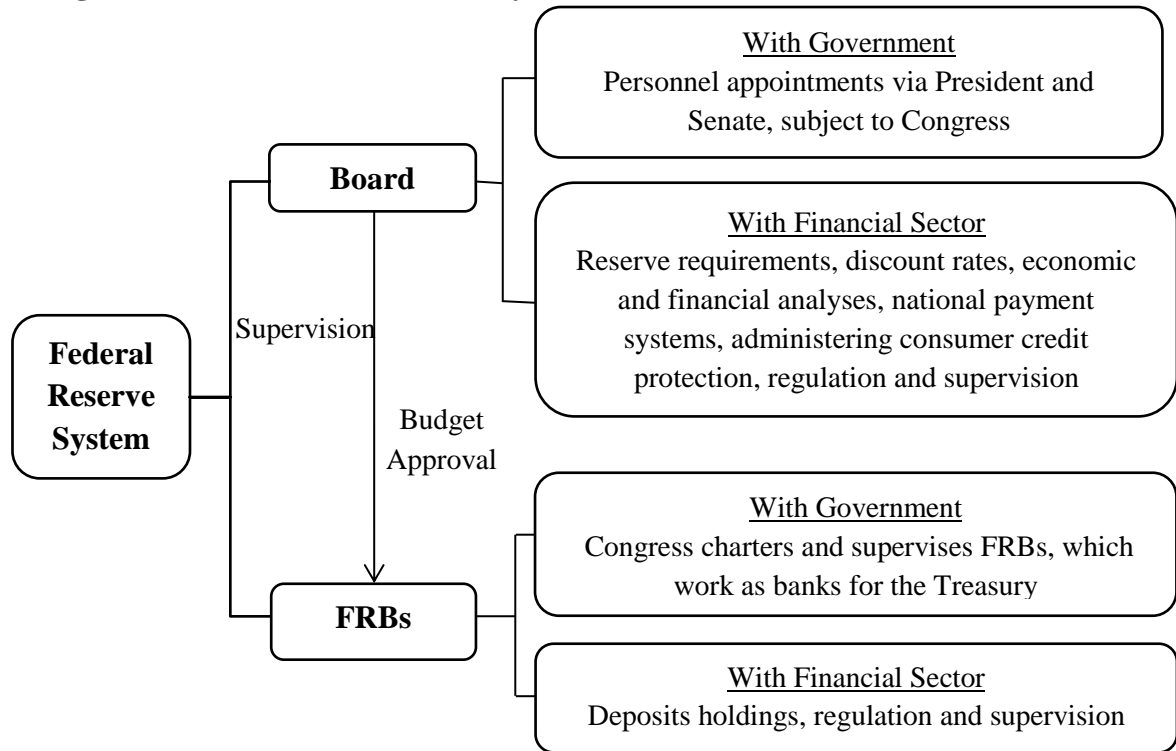 With Government
Personnel appointments via President and
Senate, subject to Congress
Board
With Financial Sector
Reserve requirements, discount rates, economic
and financial analyses, national payment
systems, administering consumer credit
protection, regulation and supervision
Supervision
Federal
Reserve
System
Budget
Approval
With Government
Congress charters and supervises FRBs, which
work as banks for the Treasury
FRBs
With Financial Sector
Deposits holdings, regulation and supervision